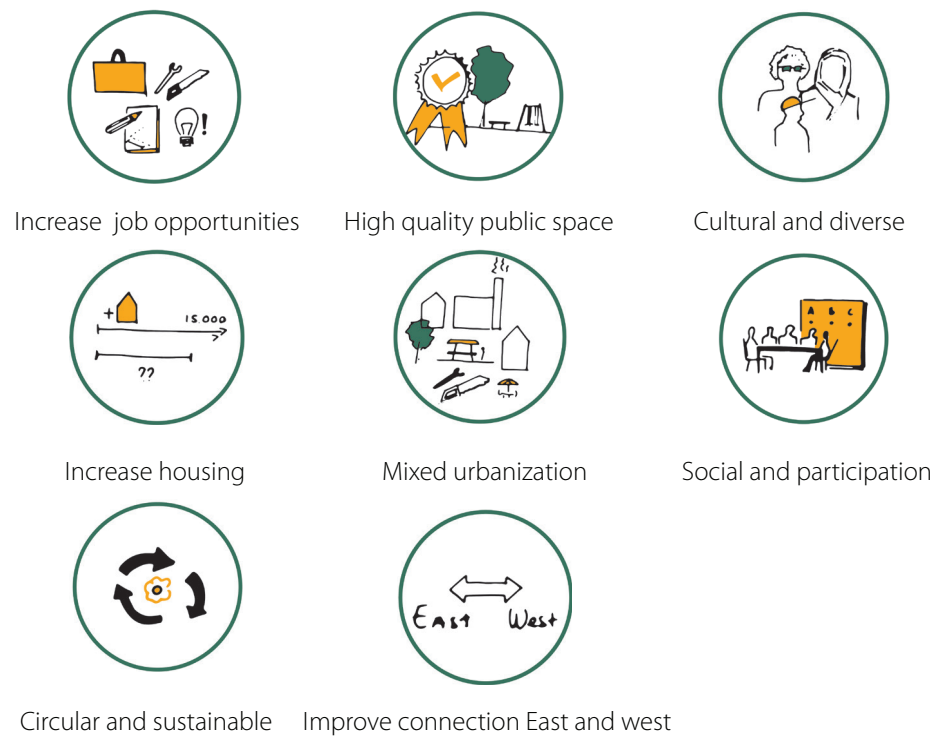 !
Increase job opportunities
High quality public space
Cultural and diverse
+
15.000
??
Increase housing
Mixed urbanization
A B C
Social and participation
Circular and sustainable
East West
Improve connection East and west